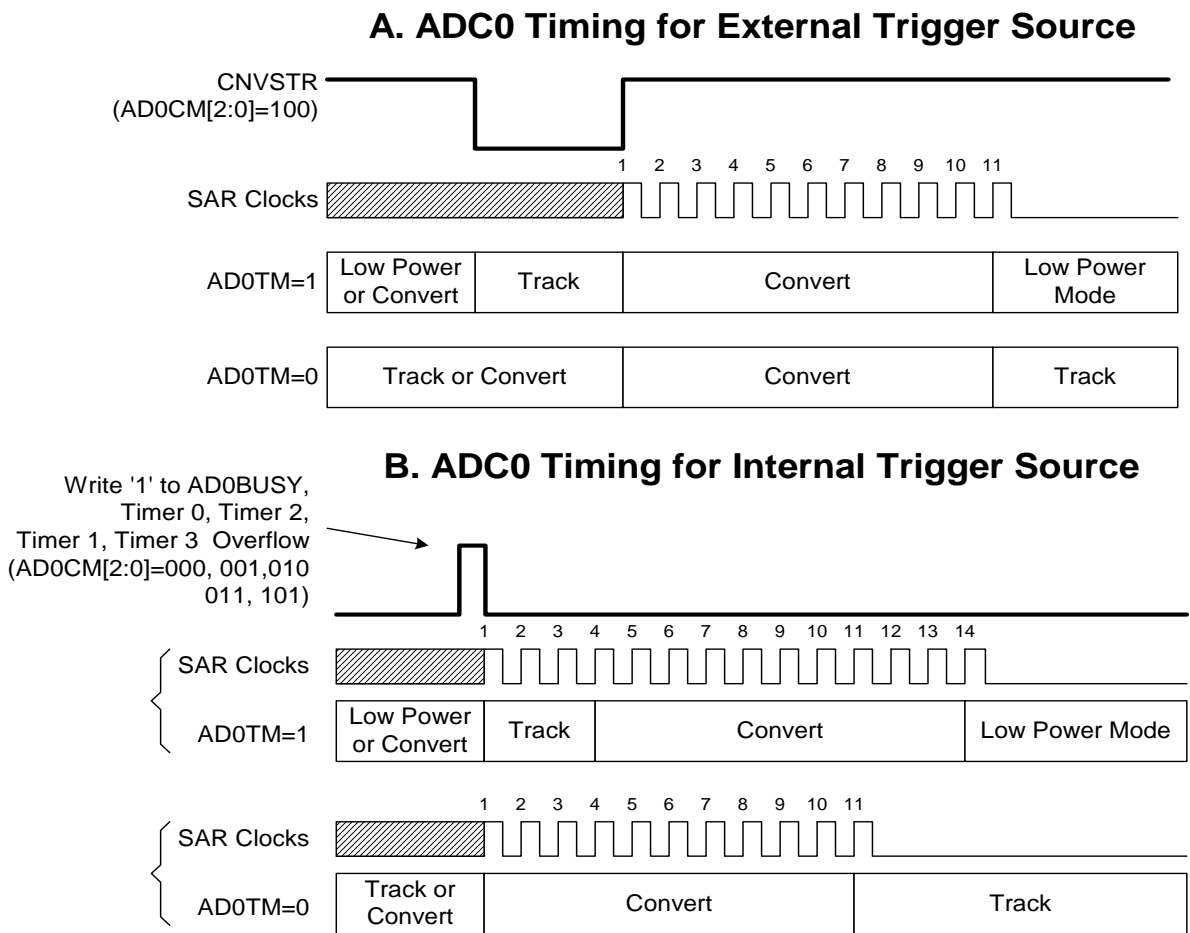 A. ADC0 Timing for External Trigger Source
CNVSTR
(AD0CM[2:0]=100)
1 2 3 4 5 6 7 8 9 10 11
SAR Clocks
AD0TM=1
Low Power
or Convert
Track
Convert
Low Power
Mode
AD0TM=0
Track or Convert
Convert
Track
B. ADC0 Timing for Internal Trigger Source
Write '1' to AD0BUSY,
Timer 0, Timer 2,
Timer 1, Timer 3 Overflow
(AD0CM[2:0]=000, 001,010
011, 101)
1 2 3 4 5 6 7 8 9 10 11 12 13 14
SAR Clocks
AD0TM=1
Low Power
or Convert
Track
Convert
Low Power Mode
1 2 3 4 5 6 7 8 9 10 11
SAR Clocks
AD0TM=0
Track or
Convert
Convert
Track